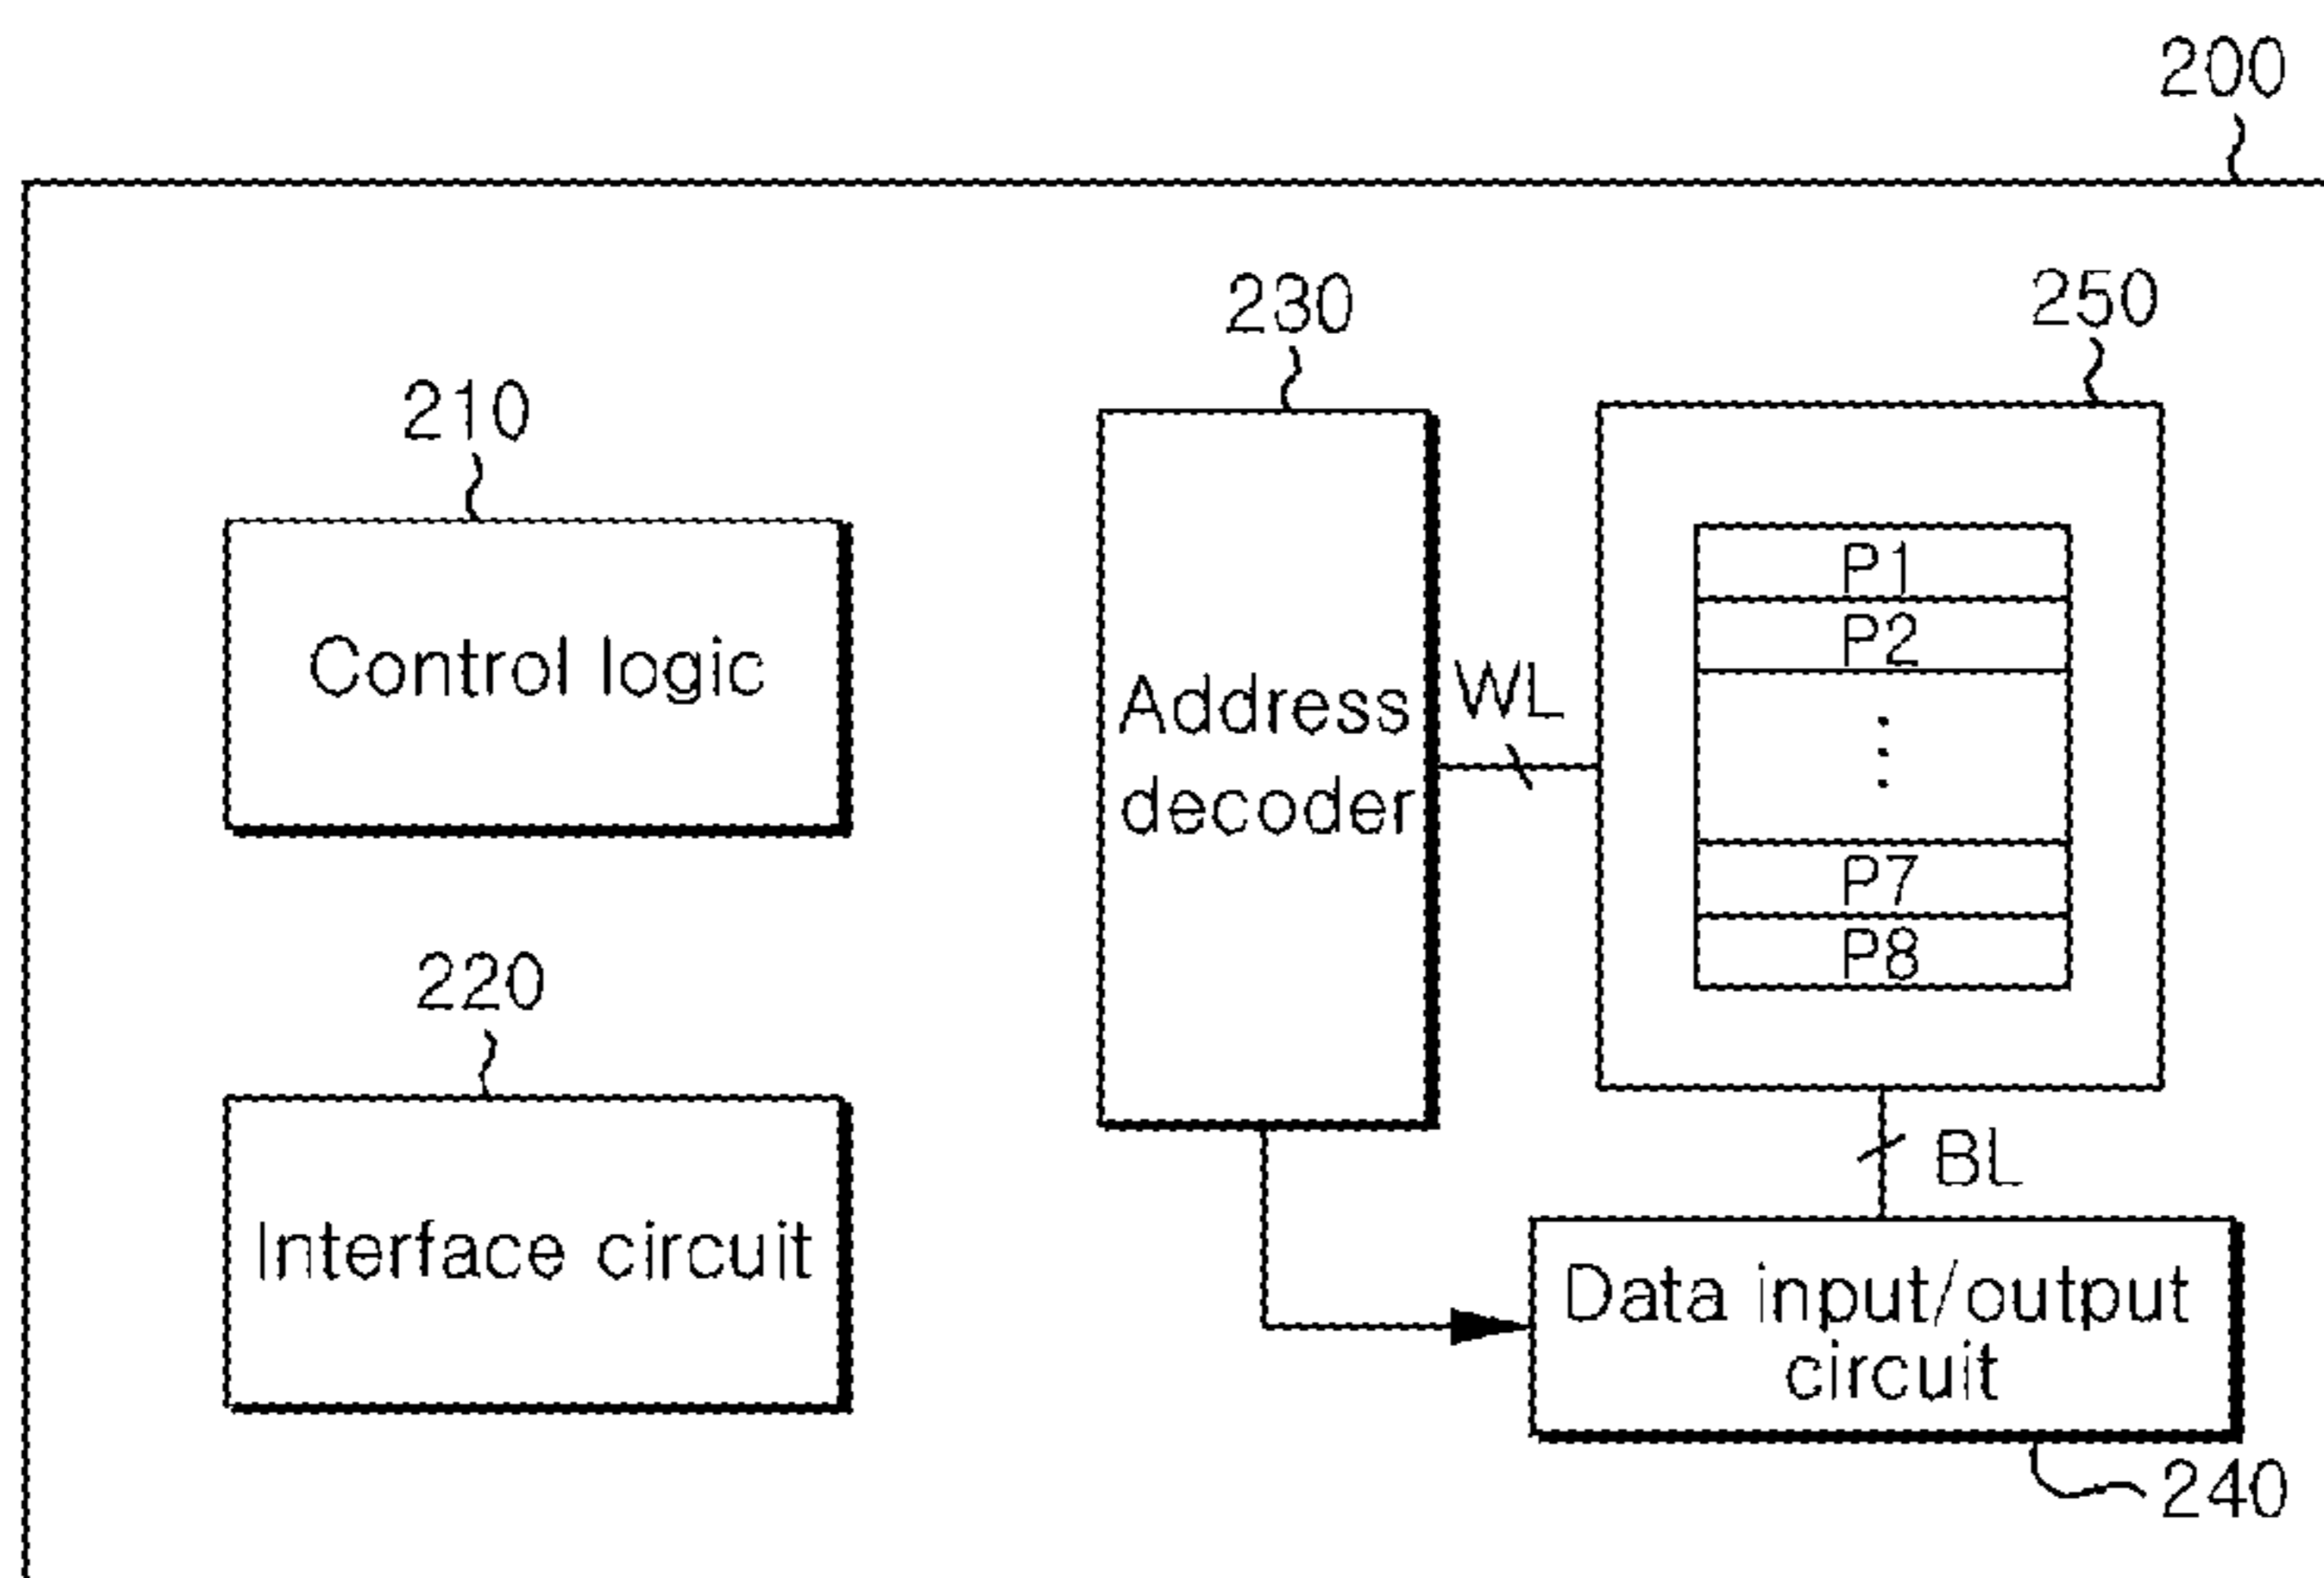 200
230
250
210
P1
P2
Control logic
Address
decoder
WL
P7
P8
220
BL
Interface circuit
Data input/output
circuit
240